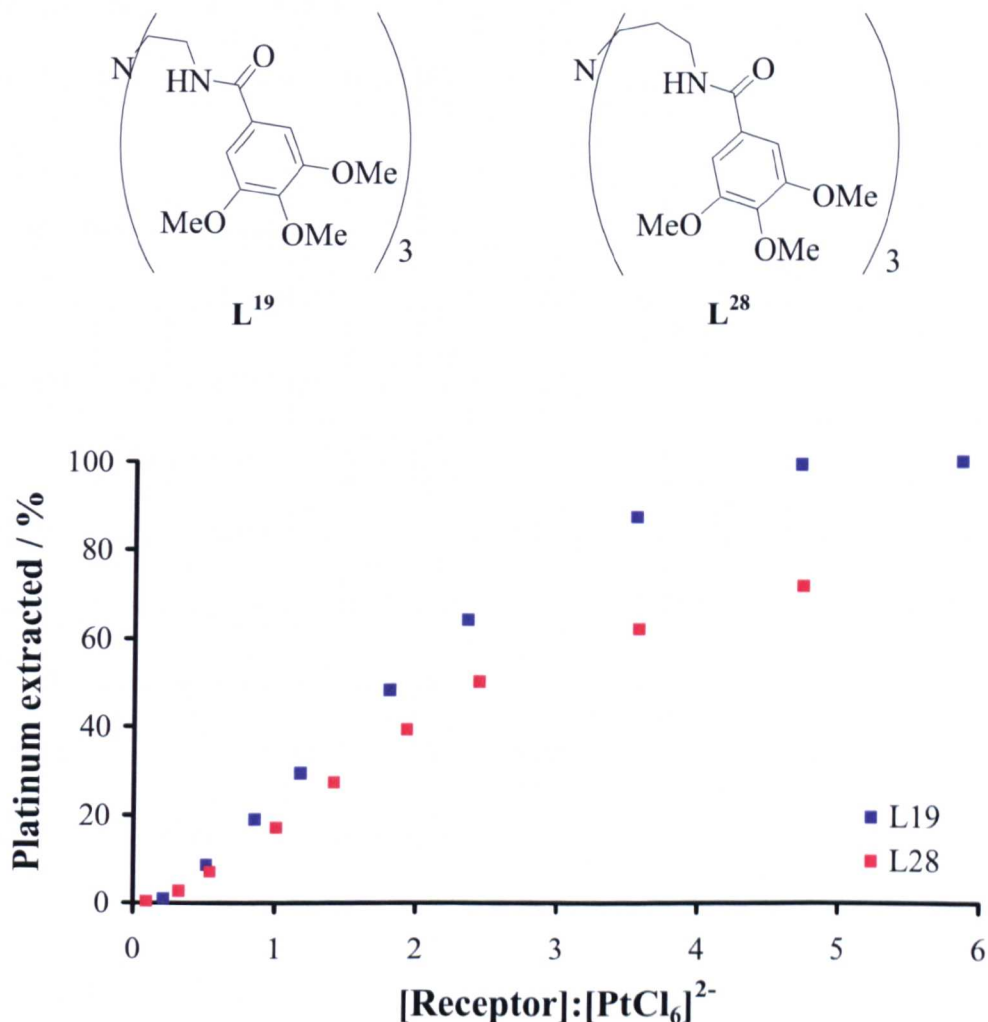 N
HN
O
OMe
MeO
OMe
3
L¹⁹
N
HN
O
OMe
MeO
OMe
3
L²⁸
Platinum extracted / %
100
80
60
40
20
0
0 1 2 3 4 5 6
L19
L28
[Receptor]:[PtCl₆]²⁻